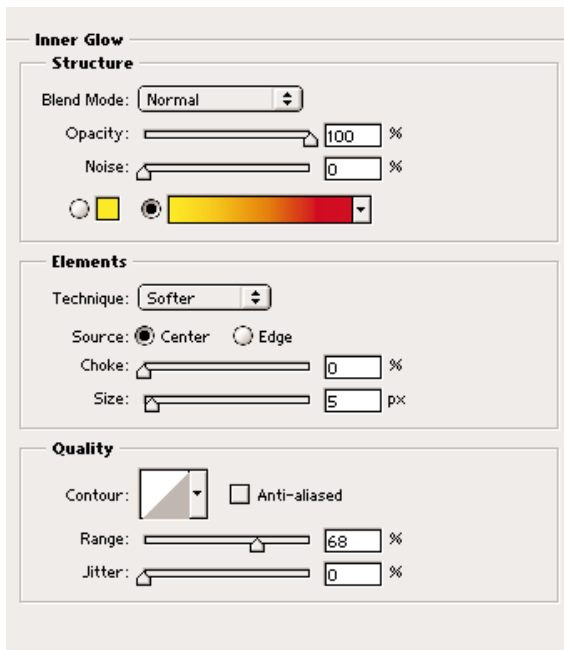 Inner Glow
Structure
Blend Mode: Normal
Opacity: 100 %
Noise: 0 %
Elements
Technique: Softer
Source: Center Edge
Choke: 0 %
Size: 5 px
Quality
Contour: Anti-aliased
Range: 68 %
Jitter: 0 %